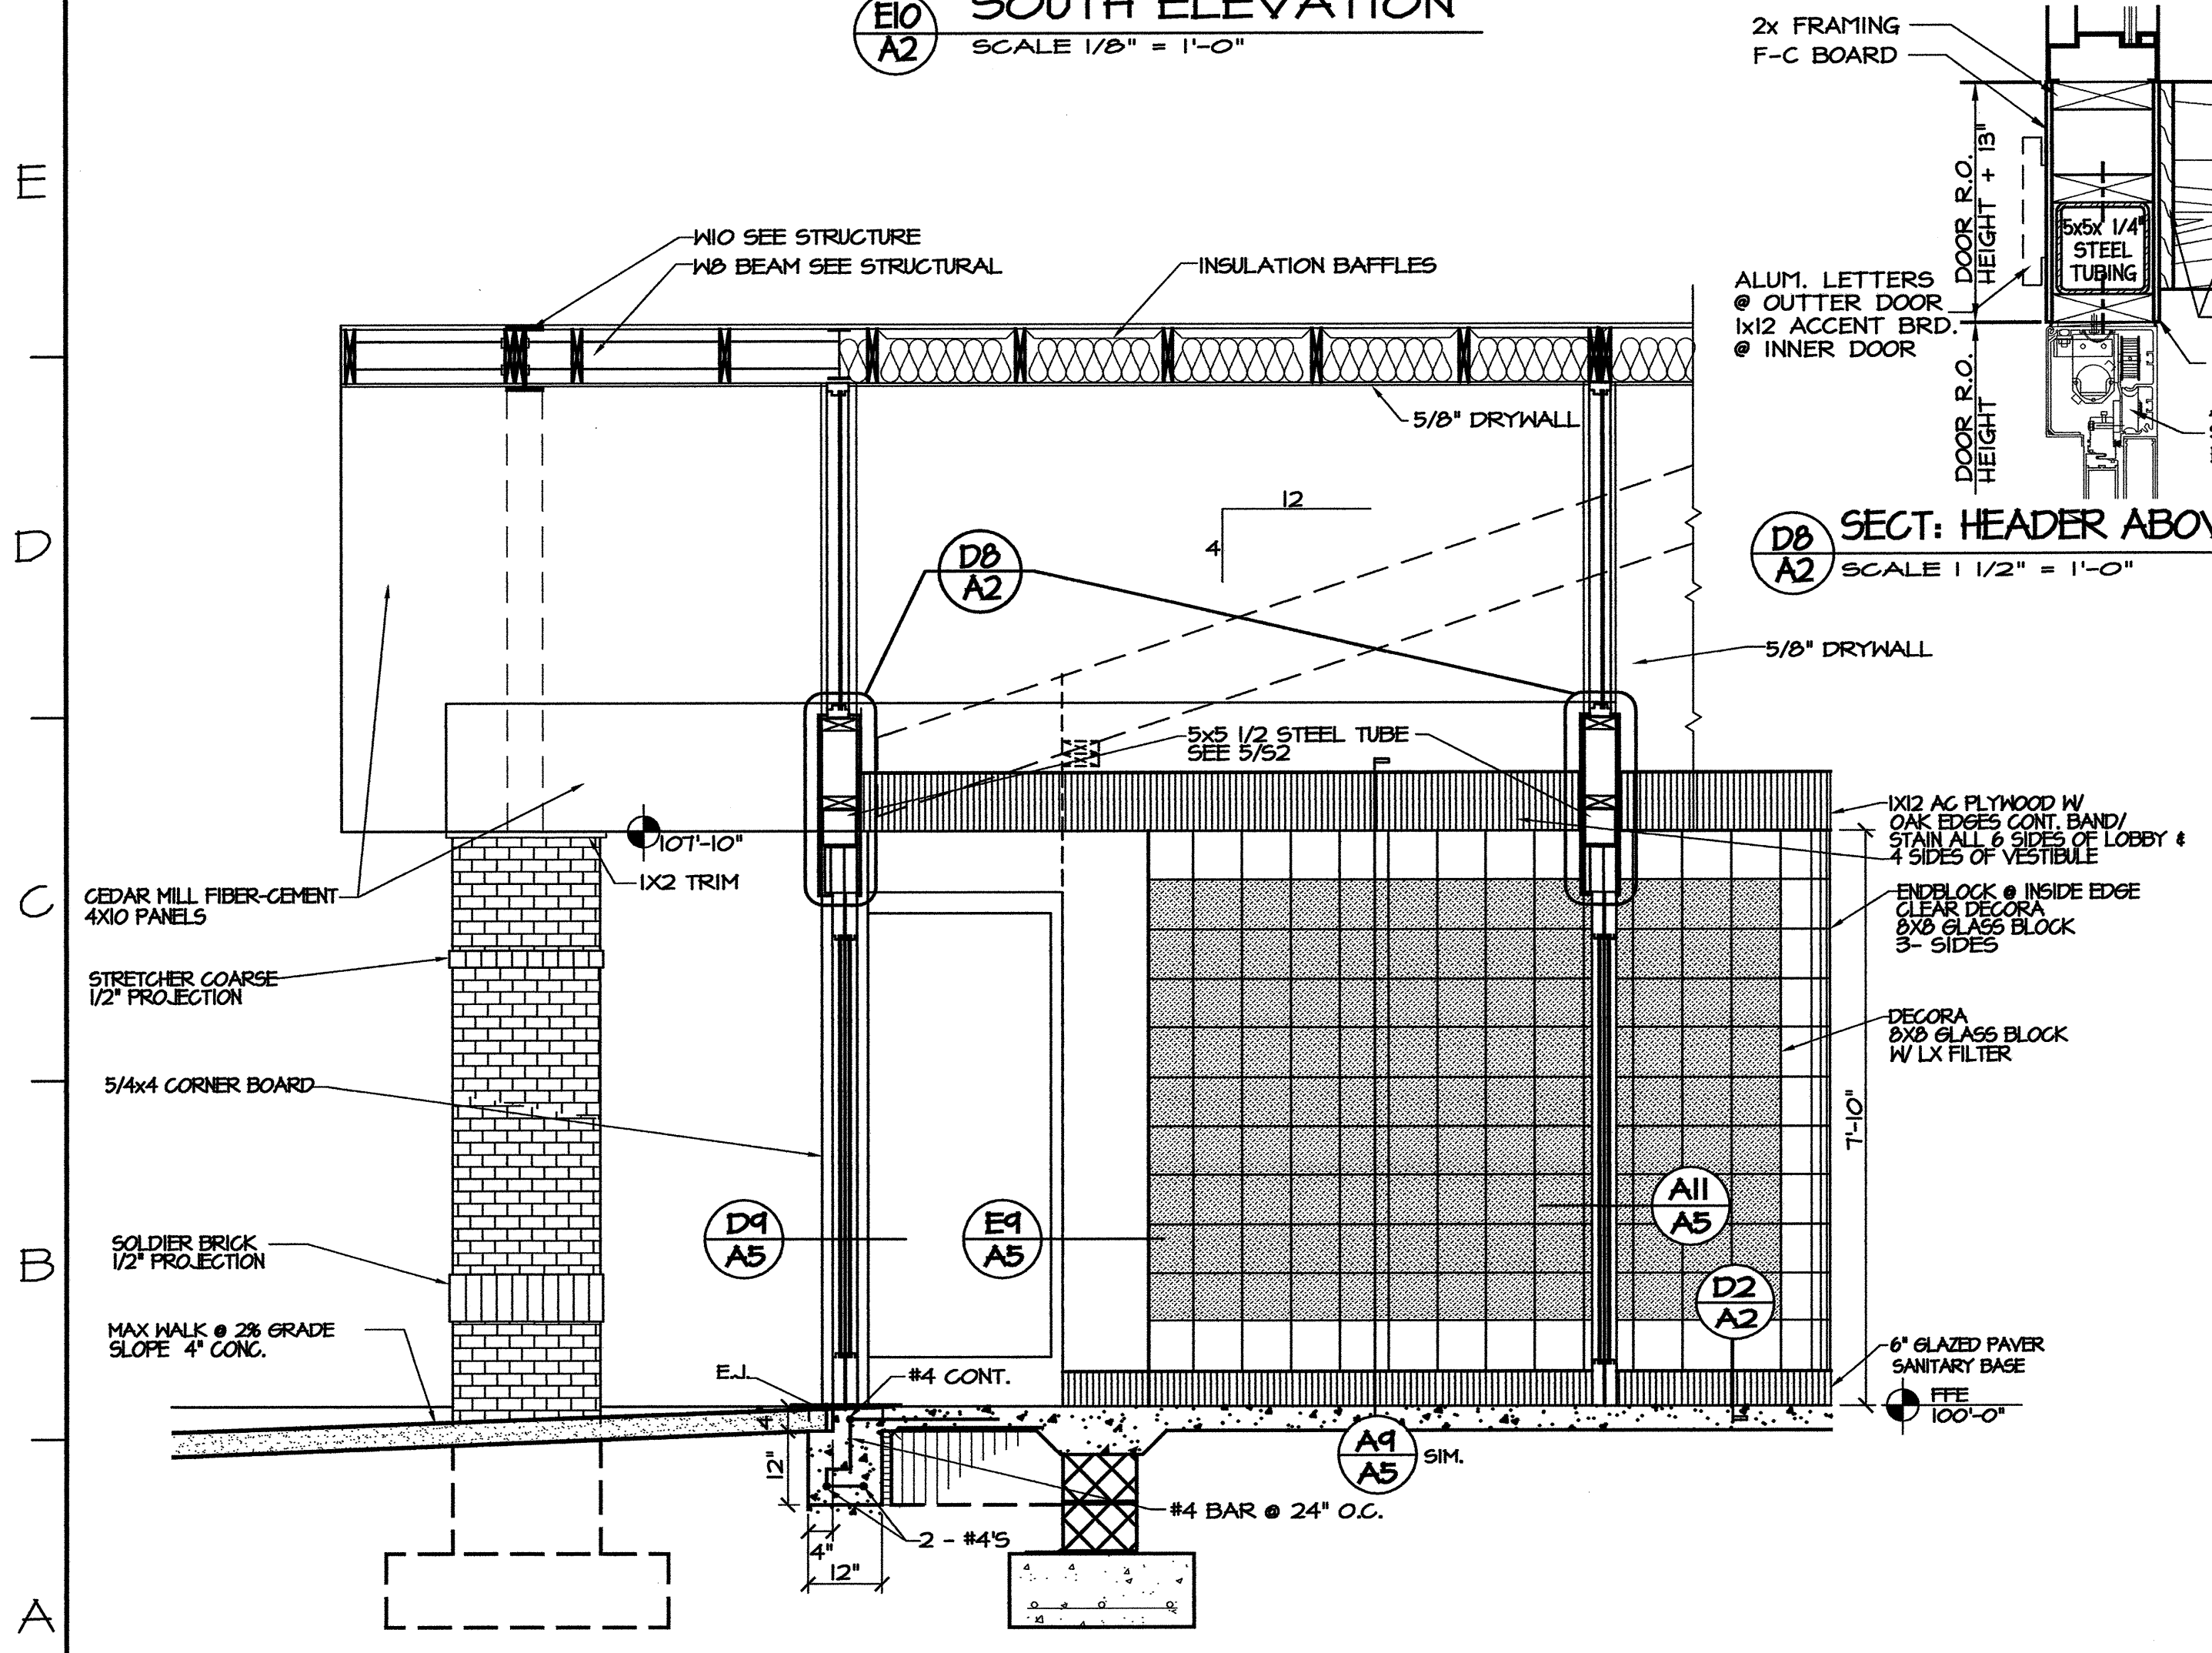 SOUTH ELEVATION
E10
A2
SCALE 1/8" = 1'-0"
2x FRAMING
F-C BOARD
DOOR R.O.
HEIGHT + 13"
5x5x 1/4"
STEEL
TUBING
ALUM. LETTERS
@ OUTTER DOOR
1x12 ACCENT BRD.
@ INNER DOOR
DOOR R.O.
HEIGHT
D8
A2
SECT: HEADER ABOV
SCALE 1 1/2" = 1'-0"
E
D
C
B
A
W10 SEE STRUCTURE
W8 BEAM SEE STRUCTURAL
INSULATION BAFFLES
5/8" DRYWALL
12
4
D8
A2
5/8" DRYWALL
5x5 1/2 STEEL TUBE
SEE 5/S2
107'-10"
1X2 TRIM
CEDAR MILL FIBER-CEMENT
4X10 PANELS
STRETCHER COARSE
1/2" PROJECTION
5/4x4 CORNER BOARD
SOLDIER BRICK
1/2" PROJECTION
MAX WALK @ 2% GRADE
SLOPE 4" CONC.
1X12 AC PLYWOOD W/
OAK EDGES CONT. BAND/
STAIN ALL 6 SIDES OF LOBBY &
4 SIDES OF VESTIBULE
ENDBLOCK @ INSIDE EDGE
CLEAR DECORA
8X8 GLASS BLOCK
3- SIDES
DECORA
8X8 GLASS BLOCK
W/ LX FILTER
7'-10"
D9
A5
E9
A5
A11
A5
D2
A2
6" GLAZED PAVER
SANITARY BASE
FFE
100'-0"
E.J.
#4 CONT.
4"
12"
A9
A5
SIM.
#4 BAR @ 24" O.C.
2 - #4'S
4"
12"